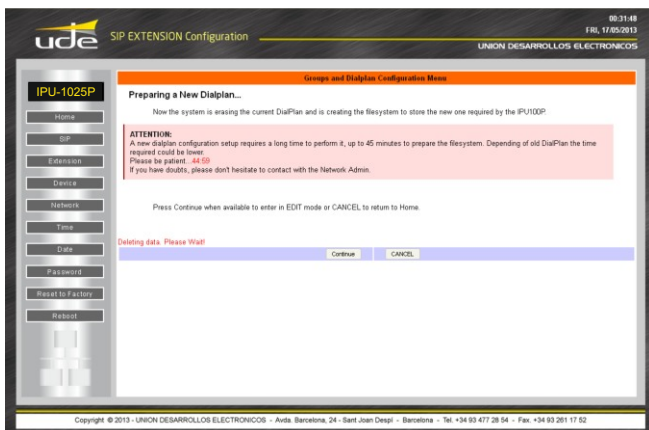 00:31:48
FRI, 17/05/2013
ude
SIP EXTENSION Configuration
UNION DESARROLLOS ELECTRONICOS
IPU-1025P
Home
SIP
Extension
Device
Network
Time
Date
Password
Reset to Factory
Reboot
Groups and Dialplan Configuration Menu
Preparing a New Dialplan...
Now the system is erasing the current DialPlan and is creating the filesystem to store the new one required by the IPU100P.
ATTENTION:
A new dialplan configuration setup requires a long time to perform it, up to 45 minutes to prepare the filesystem. Depending of old DialPlan the time
required could be lower.
Please be patient...44:59
If you have doubts, please don't hesitate to contact with the Network Admin.
Press Continue when available to enter in EDIT mode or CANCEL to return to Home.
Deleting data. Please Wait!
Continue
CANCEL
Copyright © 2013 - UNION DESARROLLOS ELECTRONICOS - Avda. Barcelona, 24 - Sant Joan Despi - Barcelona - Tel. +34 93 477 28 54 - Fax. +34 93 261 17 52